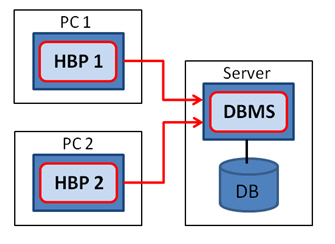 PC 1
HBP 1
PC 2
HBP 2
Server
DBMS
DB